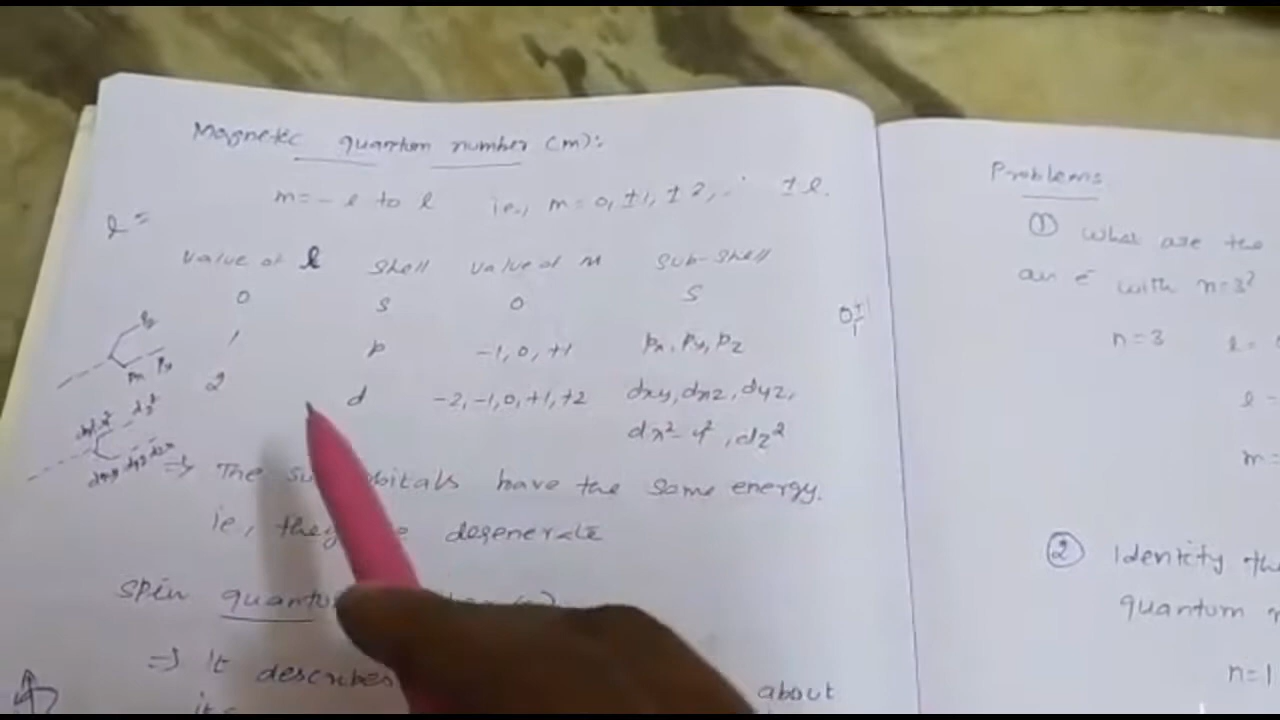 Magnetic quantum number (m):
m = - l to l i.e., m = 0, ±1, ±2, .. ±l.
l =
Value of l Shell Value of m Sub-shell
0 s 0 s
1 p -1, 0, +1 px, py, pz
2 d -2, -1, 0, +1, +2 dxy, dxz, dyz,
dx²-y², dz²
⇒ The orbitals have the same energy.
ie, they degenerate
Spin
⇒ It describes about
Problems
① What are the
an e⁻ with n=3?
n = 3 l =
l =
m =
② Identity the
quantum
n = 1